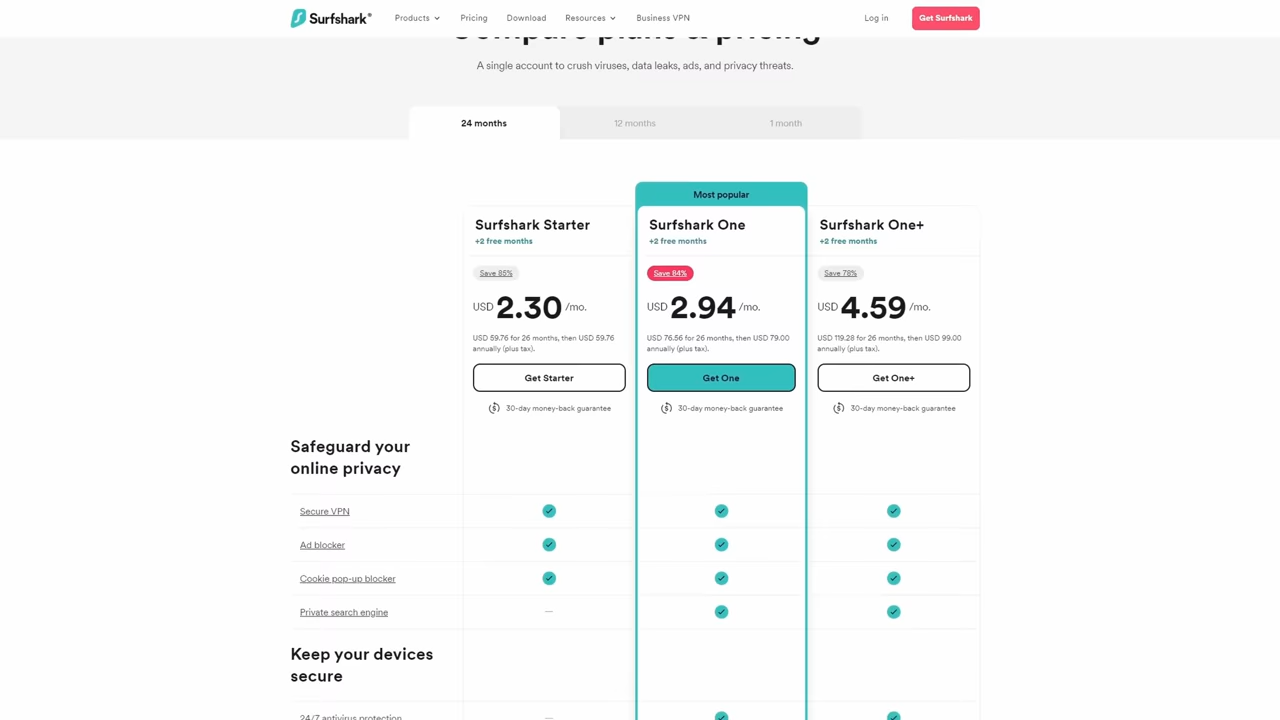 Surfshark®
Products
Pricing
Download
Resources
Business VPN
Log in
Get Surfshark
Compare plans & pricing
A single account to crush viruses, data leaks, ads, and privacy threats.
24 months
12 months
1 month
Most popular
Surfshark Starter
+2 free months
Save 85%
USD 2.30 /mo.
USD 59.76 for 26 months, then USD 59.76
annually (plus tax).
Get Starter
30-day money-back guarantee
Surfshark One
+2 free months
Save 84%
USD 2.94 /mo.
USD 76.56 for 26 months, then USD 79.00
annually (plus tax).
Get One
30-day money-back guarantee
Surfshark One+
+2 free months
Save 78%
USD 4.59 /mo.
USD 119.28 for 26 months, then USD 99.00
annually (plus tax).
Get One+
30-day money-back guarantee
Safeguard your
online privacy
Secure VPN
Ad blocker
Cookie pop-up blocker
Private search engine
Keep your devices
secure
24/7 antivirus protection